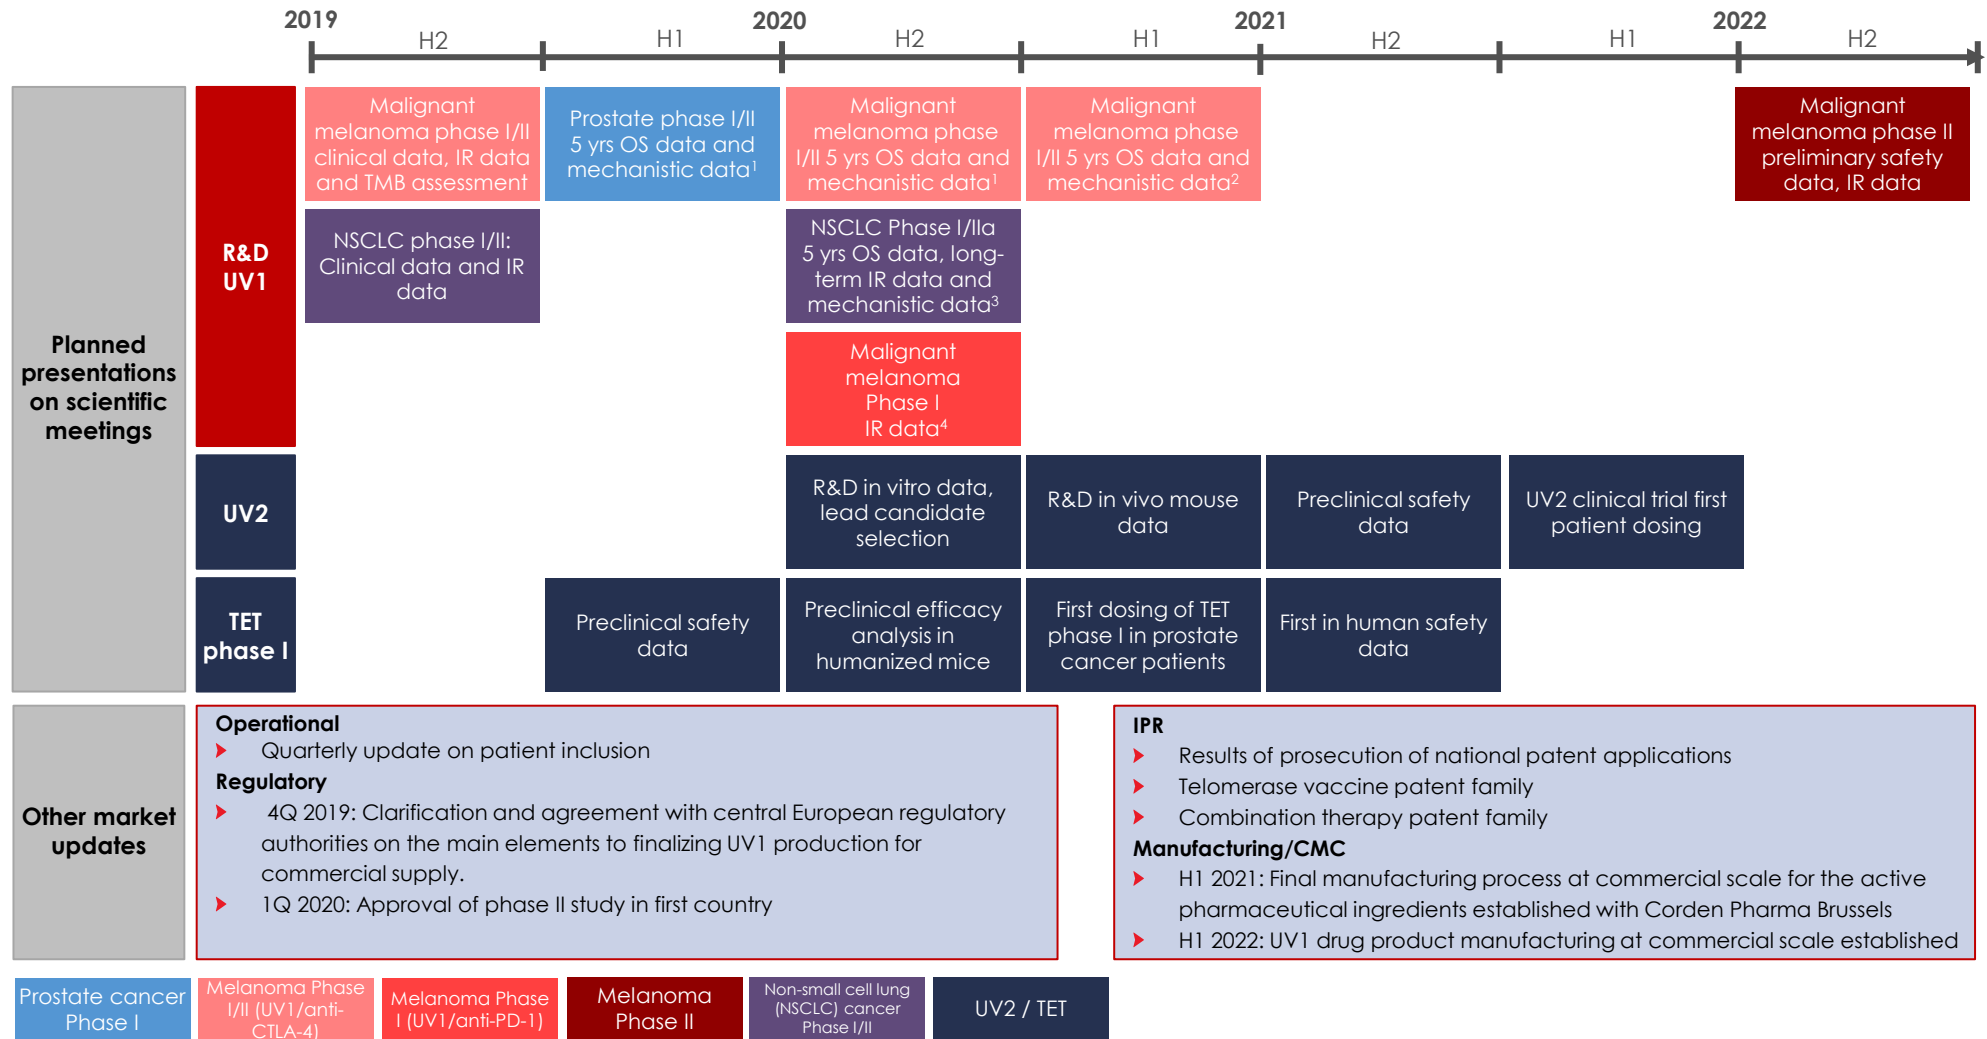 2019
2020
2021
2022
H2
H1
H2
H1
H2
H1
H2
Planned
presentations
on scientific
meetings
R&D
UV1
Malignant
melanoma phase I/II
clinical data, IR data
and TMB assessment
Prostate phase I/II
5 yrs OS data and
mechanistic data¹
Malignant
melanoma phase
I/II 5 yrs OS data and
mechanistic data¹
Malignant
melanoma phase
I/II 5 yrs OS data and
mechanistic data²
Malignant
melanoma phase II
preliminary safety
data, IR data
NSCLC phase I/II:
Clinical data and IR
data
NSCLC Phase I/IIa
5 yrs OS data, long-
term IR data and
mechanistic data³
Malignant
melanoma
Phase I
IR data⁴
UV2
R&D in vitro data,
lead candidate
selection
R&D in vivo mouse
data
Preclinical safety
data
UV2 clinical trial first
patient dosing
TET
phase I
Preclinical safety
data
Preclinical efficacy
analysis in
humanized mice
First dosing of TET
phase I in prostate
cancer patients
First in human safety
data
Other market
updates
Operational
Quarterly update on patient inclusion
Regulatory
4Q 2019: Clarification and agreement with central European regulatory
authorities on the main elements to finalizing UV1 production for
commercial supply.
1Q 2020: Approval of phase II study in first country
IPR
Results of prosecution of national patent applications
Telomerase vaccine patent family
Combination therapy patent family
Manufacturing/CMC
H1 2021: Final manufacturing process at commercial scale for the active
pharmaceutical ingredients established with Corden Pharma Brussels
H1 2022: UV1 drug product manufacturing at commercial scale established
Prostate cancer
Phase I
Melanoma Phase
I/II (UV1/anti-
CTLA-4)
Melanoma Phase
I (UV1/anti-PD-1)
Melanoma
Phase II
Non-small cell lung
(NSCLC) cancer
Phase I/II
UV2 / TET